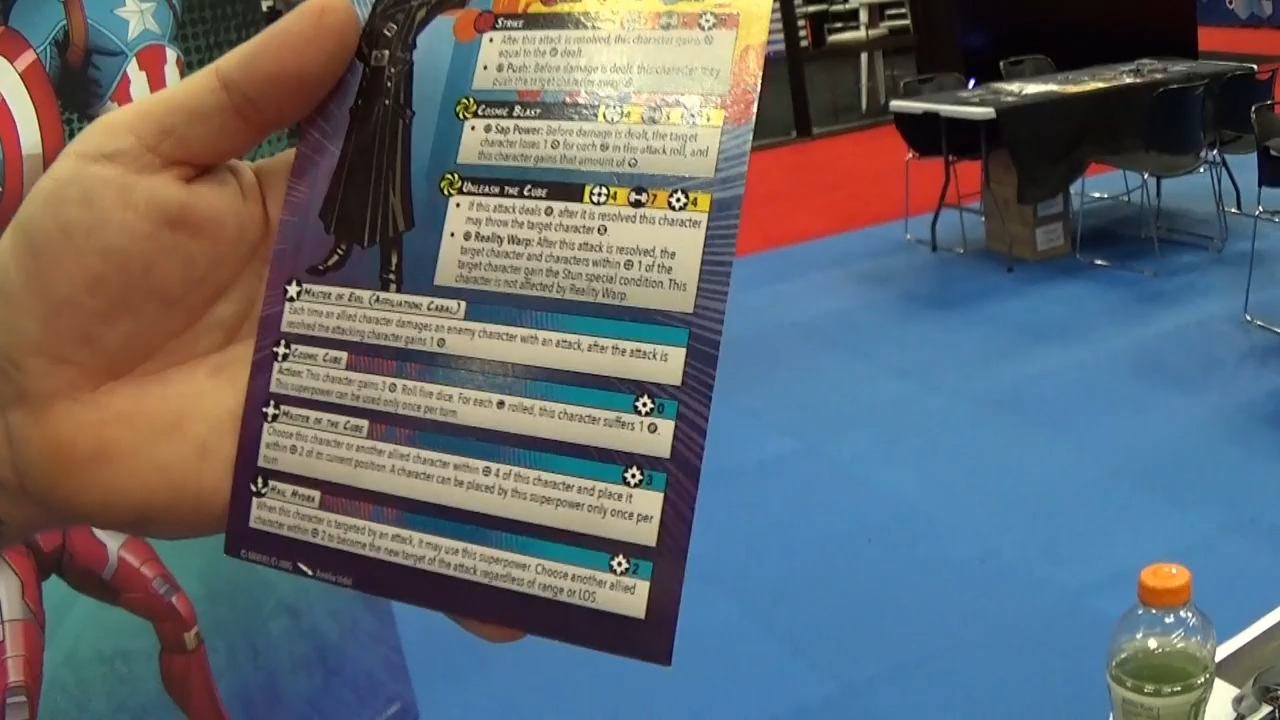 STRIKE
• After this attack is resolved, this character gains
equal to the dealt.
• Push: Before damage is dealt, this character may
push the target character away
COSMIC BLAST
• Sap Power: Before damage is dealt, the target
character loses 1 for each in the attack roll, and
this character gains that amount of
UNLEASH THE CUBE 4 7 4
• If this attack deals , after it is resolved this character
may throw the target character
• Reality Warp: After this attack is resolved, the
target character and characters within 1 of the
target character gain the Stun special condition. This
character is not affected by Reality Warp.
MASTER OF EVIL (AFFILIATION: CABAL)
Each time an allied character damages an enemy character with an attack, after the attack is
resolved the attacking character gains 1 .
COSMIC CUBE 0
Action: This character gains 3 . Roll five dice. For each rolled, this character suffers 1 .
This superpower can be used only once per turn.
MASTER OF THE CUBE 3
Choose this character or another allied character within 4 of this character and place it
within 2 of its current position. A character can be placed by this superpower only once per
turn
HAIL HYDRA 2
When this character is targeted by an attack, it may use this superpower. Choose another allied
character within 2 to become the new target of the attack regardless of range or LOS.